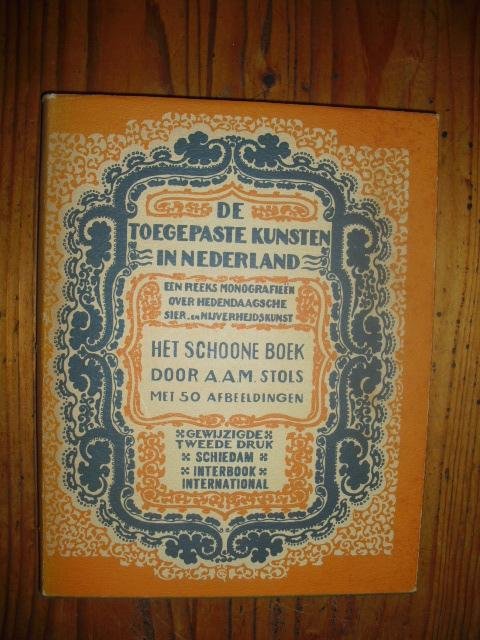 DE
TOEGEPASTE KUNSTEN
IN NEDERLAND
EEN REEKS MONOGRAFIEËN
OVER HEDENDAAGSCHE
SIER- EN NIJVERHEIDSKUNST
HET SCHOONE BOEK
DOOR A.A.M. STOLS
MET 50 AFBEELDINGEN
GEWIJZIGDE
TWEEDE DRUK
SCHIEDAM
INTERBOOK
INTERNATIONAL